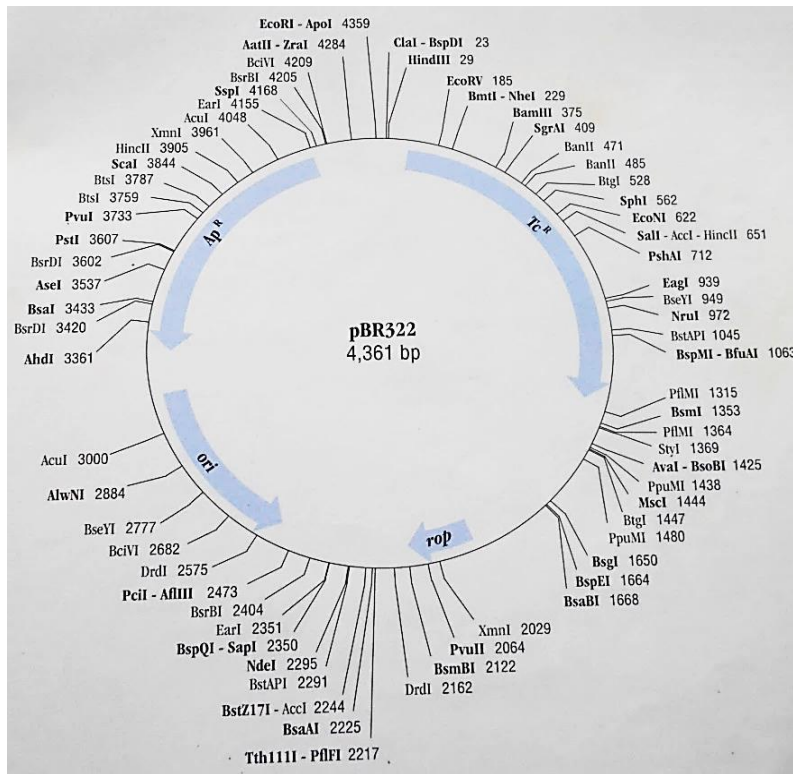 EcoRI - ApoI 4359
AatII - ZraI 4284
BciVI 4209
BsrBI 4205
SspI 4168
EarI 4155
AcuI 4048
XmnI 3961
HincII 3905
ScaI 3844
BtsI 3787
BtsI 3759
PvuI 3733
PstI 3607
BsrDI 3602
AseI 3537
BsaI 3433
BsrDI 3420
AhdI 3361
AcuI 3000
AlwNI 2884
BseYI 2777
BciVI 2682
DrdI 2575
PciI - AflIII 2473
BsrBI 2404
EarI 2351
BspQI - SapI 2350
NdeI 2295
BstAPI 2291
BstZ17I - AccI 2244
BsaAI 2225
Tth111I - PflFI 2217
ClaI - BspDI 23
HindIII 29
EcoRV 185
BmtI - NheI 229
BamHI 375
SgrAI 409
BanII 471
BanII 485
BtgI 528
SphI 562
EcoNI 622
SalI - AccI - HincII 651
PshAI 712
EagI 939
BseYI 949
NruI 972
BstAPI 1045
BspMI - BfuAI 1063
PflMI 1315
BsmI 1353
PflMI 1364
StyI 1369
AvaI - BsoBI 1425
PpuMI 1438
MscI 1444
BtgI 1447
PpuMI 1480
BsgI 1650
BspEI 1664
BsaBI 1668
XmnI 2029
PvuII 2064
BsmBI 2122
DrdI 2162
Ap R
Tc R
pBR322
4,361 bp
ori
rop